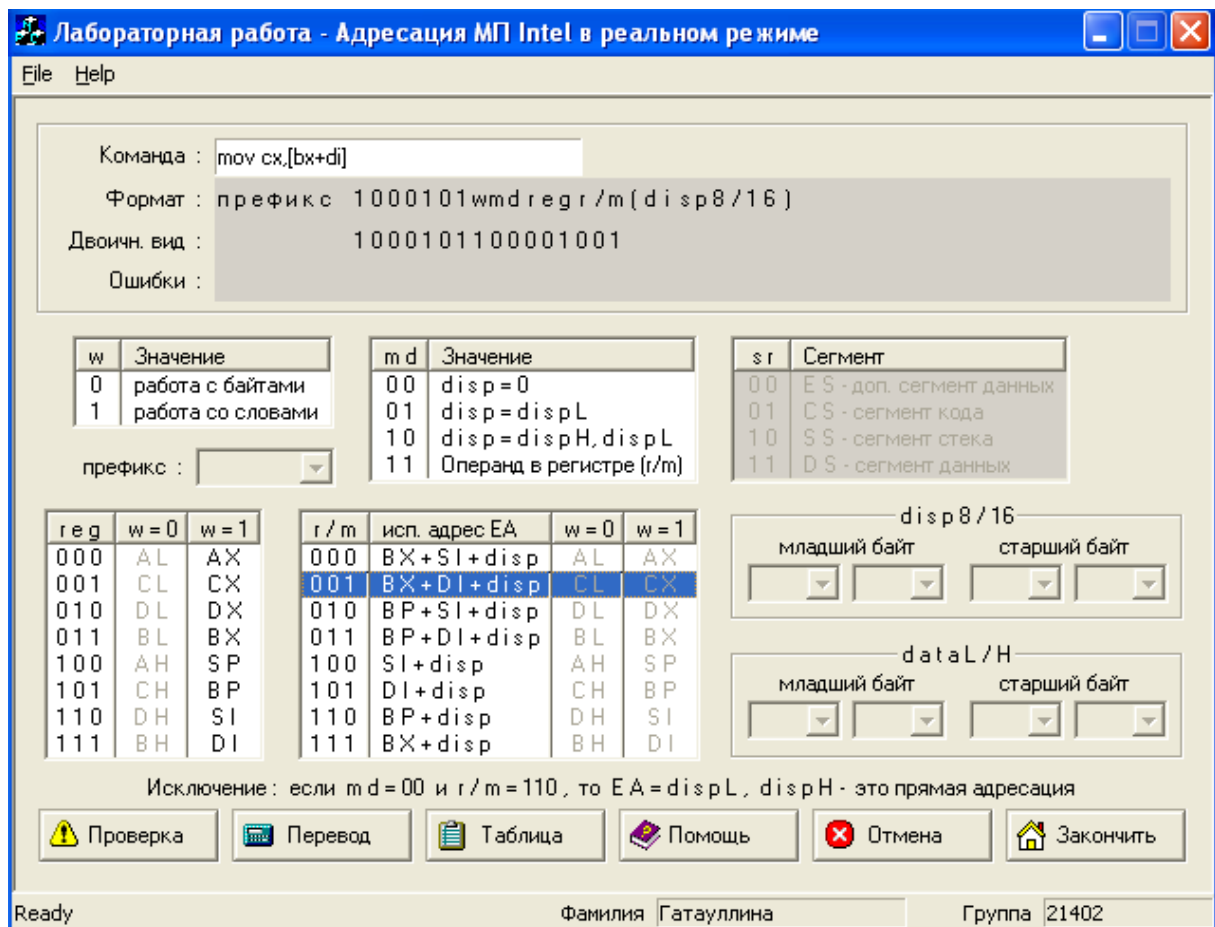 Лабораторная работа - Адресация МП Intel в реальном режиме
File Help
Команда : mov cx,[bx+di]
Формат : префикс 1000101wmdregr/m(disp8/16)
Двоичн. вид : 1000101100001001
Ошибки :
w Значение
0 работа с байтами
1 работа со словами
префикс :
md Значение
00 disp=0
01 disp=dispL
10 disp=dispH,dispL
11 Операнд в регистре (r/m)
sr Сегмент
00 ES - доп. сегмент данных
01 CS - сегмент кода
10 SS - сегмент стека
11 DS - сегмент данных
reg w=0 w=1
000 AL AX
001 CL CX
010 DL DX
011 BL BX
100 AH SP
101 CH BP
110 DH SI
111 BH DI
r/m исп. адрес EA w=0 w=1
000 BX+SI+disp AL AX
001 BX+DI+disp CL CX
010 BP+SI+disp DL DX
011 BP+DI+disp BL BX
100 SI+disp AH SP
101 DI+disp CH BP
110 BP+disp DH SI
111 BX+disp BH DI
disp8/16
младший байт старший байт
dataL/H
младший байт старший байт
Исключение : если md=00 и r/m=110, то EA=dispL, dispH - это прямая адресация
Проверка Перевод Таблица Помощь Отмена Закончить
Ready Фамилия Гатауллина Группа 21402